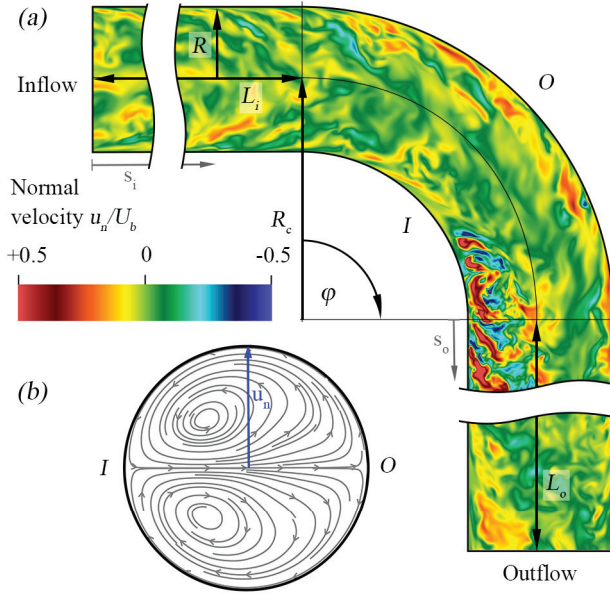 (a)
R
Inflow
L_i
O
s_i
Normal
velocity u_n/U_b
R_c
I
+0.5 0 -0.5
φ
s_o
(b)
u_n
I O
L_o
Outflow